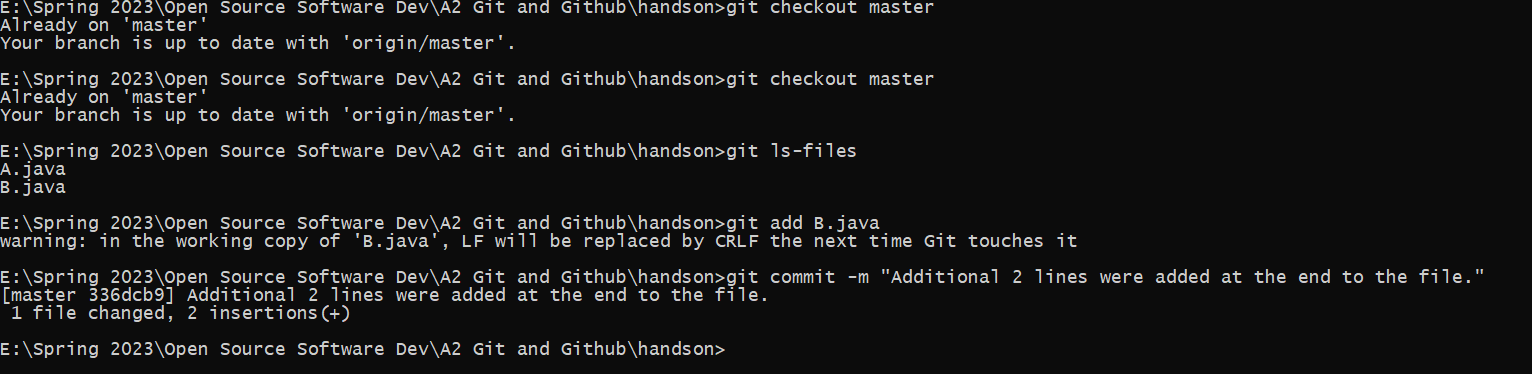 E:\Spring 2023\Open Source Software Dev\A2 Git and Github\handson>git checkout master
Already on 'master'
Your branch is up to date with 'origin/master'.
E:\Spring 2023\Open Source Software Dev\A2 Git and Github\handson>git checkout master
Already on 'master'
Your branch is up to date with 'origin/master'.
E:\Spring 2023\Open Source Software Dev\A2 Git and Github\handson>git ls-files
A.java
B.java
E:\Spring 2023\Open Source Software Dev\A2 Git and Github\handson>git add B.java
warning: in the working copy of 'B.java', LF will be replaced by CRLF the next time Git touches it
E:\Spring 2023\Open Source Software Dev\A2 Git and Github\handson>git commit -m "Additional 2 lines were added at the end to the file."
[master 336dcb9] Additional 2 lines were added at the end to the file.
 1 file changed, 2 insertions(+)
E:\Spring 2023\Open Source Software Dev\A2 Git and Github\handson>